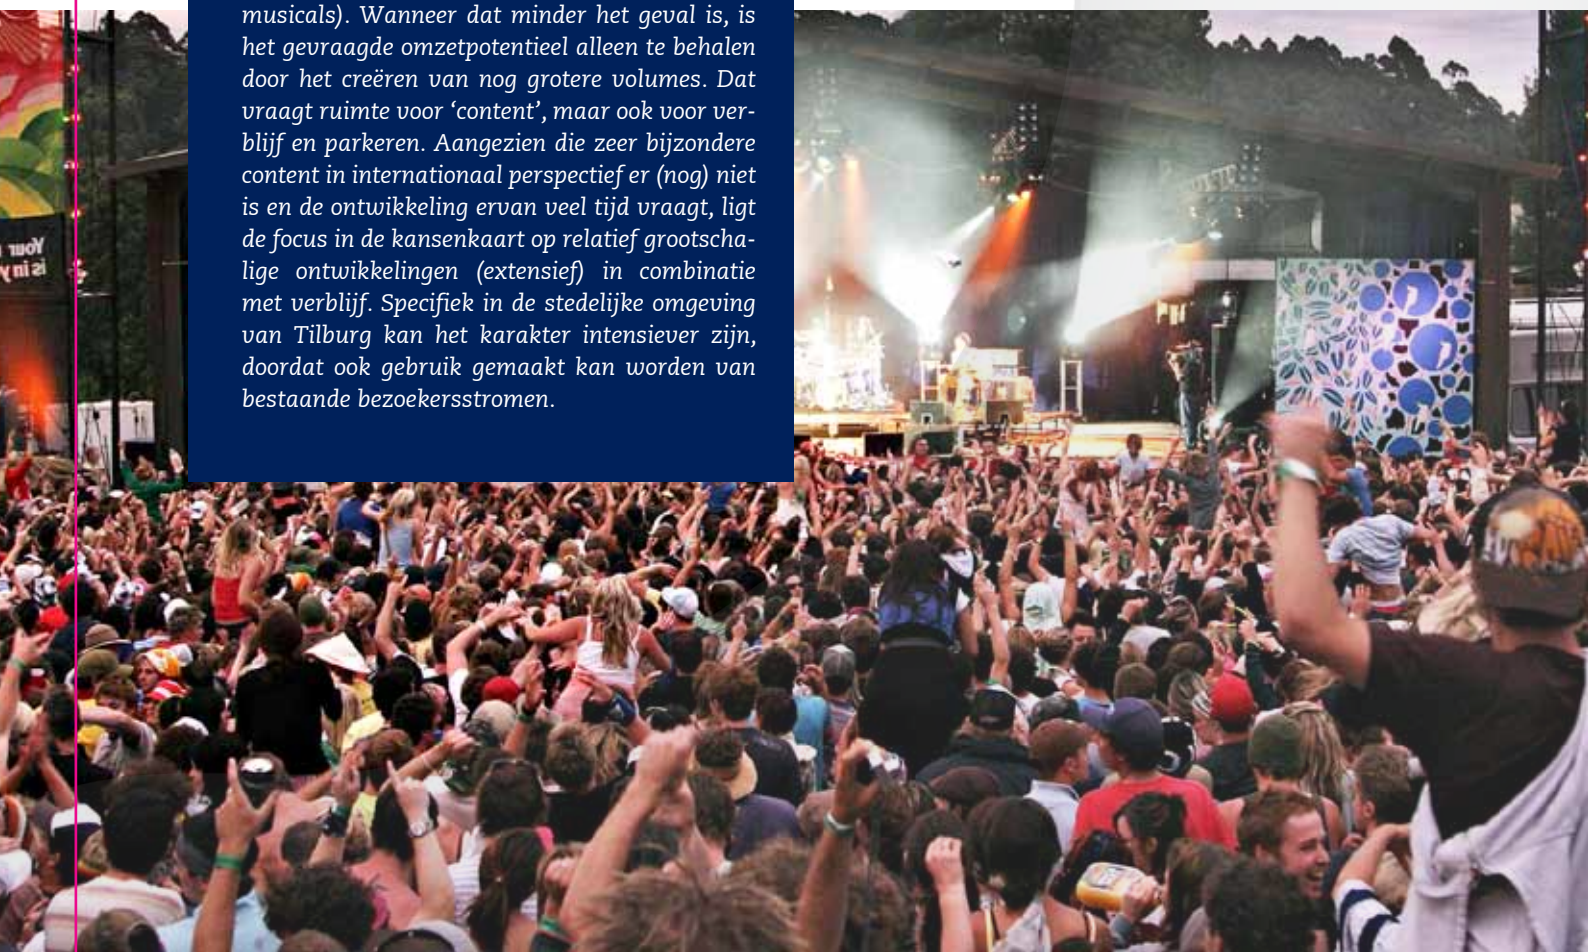 musicals). Wanneer dat minder het geval is, is
het gevraagde omzetpotentieel alleen te behalen
door het creëren van nog grotere volumes. Dat
vraagt ruimte voor ‘content’, maar ook voor ver-
blijf en parkeren. Aangezien die zeer bijzondere
content in internationaal perspectief er (nog) niet
is en de ontwikkeling ervan veel tijd vraagt, ligt
de focus in de kansenkaart op relatief grootscha-
lige ontwikkelingen (extensief) in combinatie
met verblijf. Specifiek in de stedelijke omgeving
van Tilburg kan het karakter intensiever zijn,
doordat ook gebruik gemaakt kan worden van
bestaande bezoekersstromen.
Your
is in y